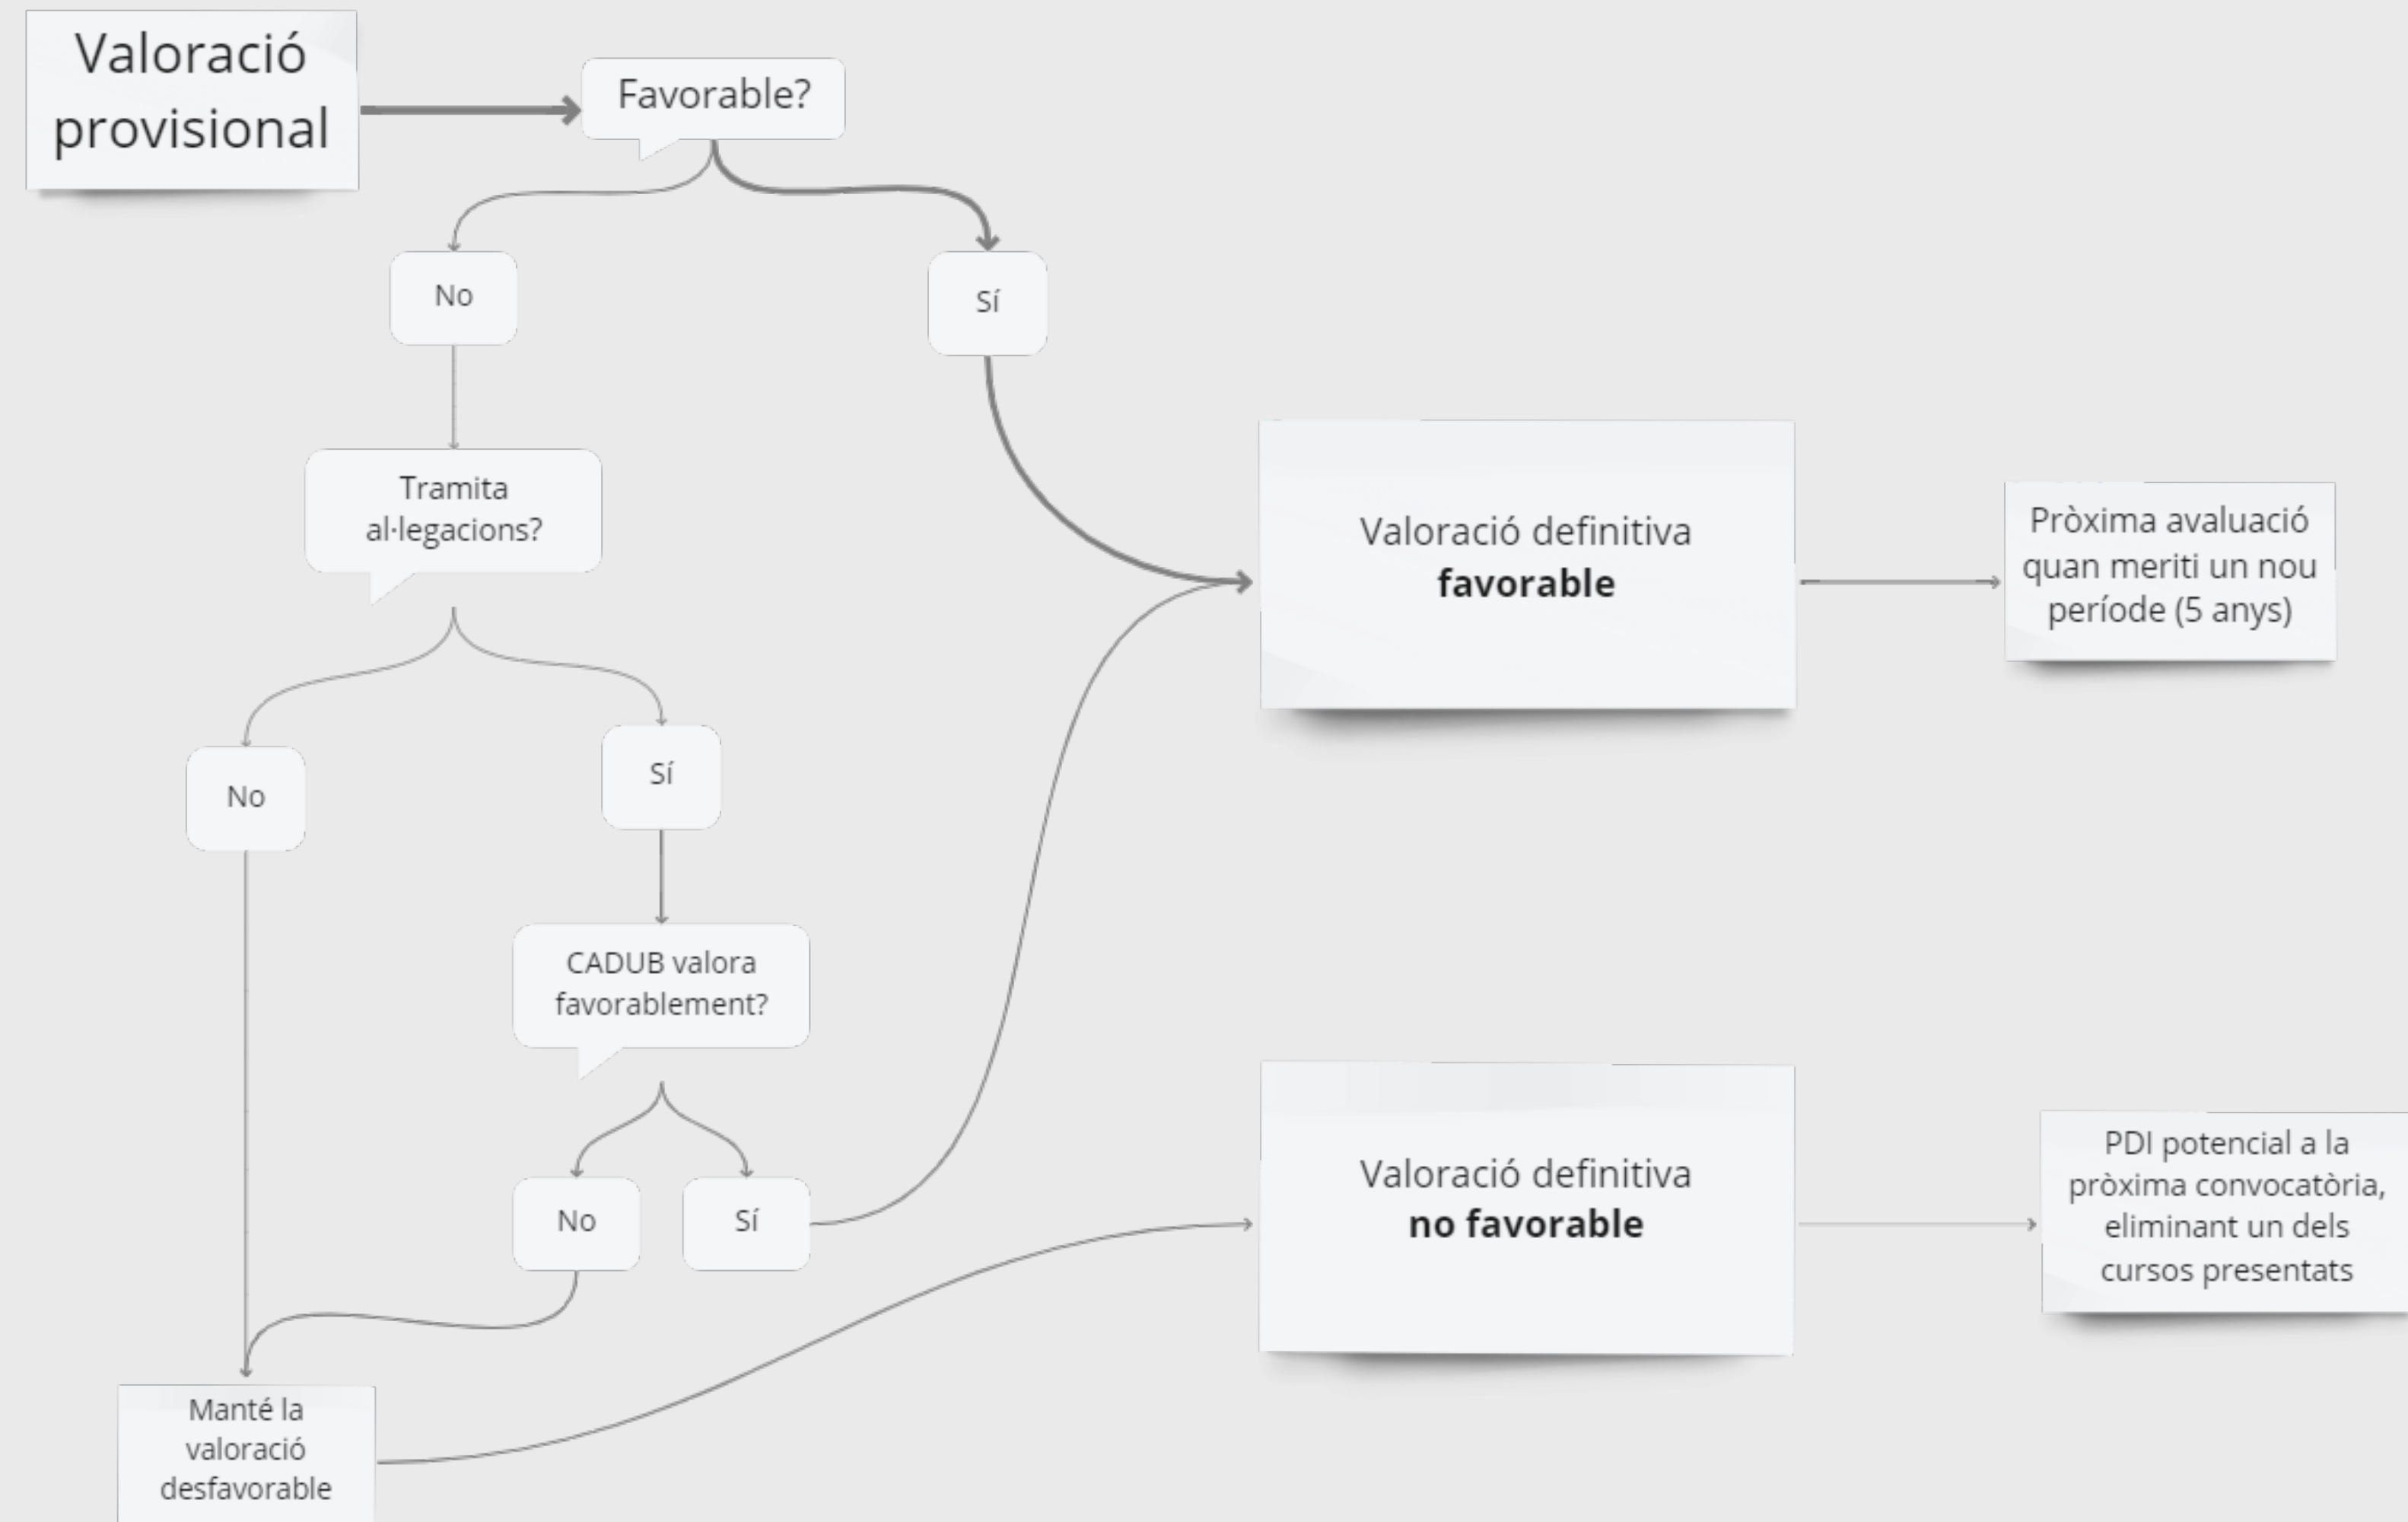 Valoració
provisional
Favorable?
No
Sí
Tramita
al·legacions?
No
Sí
CADUB valora
favorablement?
No
Sí
Manté la
valoració
desfavorable
Valoració definitiva
favorable
Pròxima avaluació
quan meriti un nou
període (5 anys)
Valoració definitiva
no favorable
PDI potencial a la
pròxima convocatòria,
eliminant un dels
cursos presentats